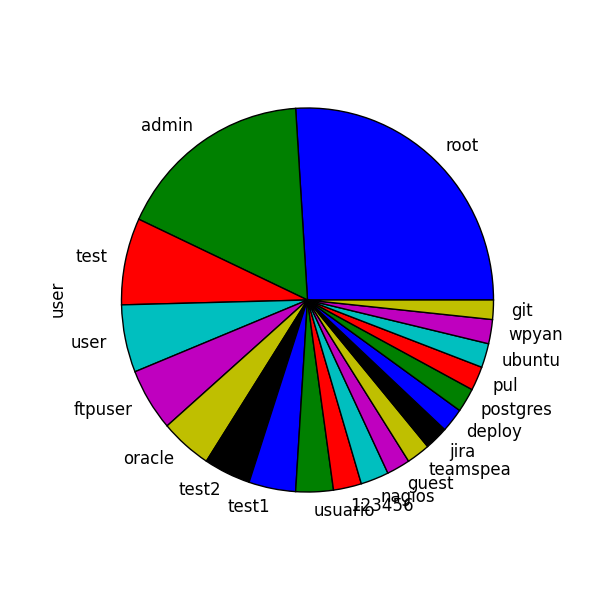 root
admin
test
user
user
ftpuser
oracle
test2
test1
usuario
123456
nagios
guest
teamspea
jira
deploy
postgres
pul
ubuntu
wpyan
git